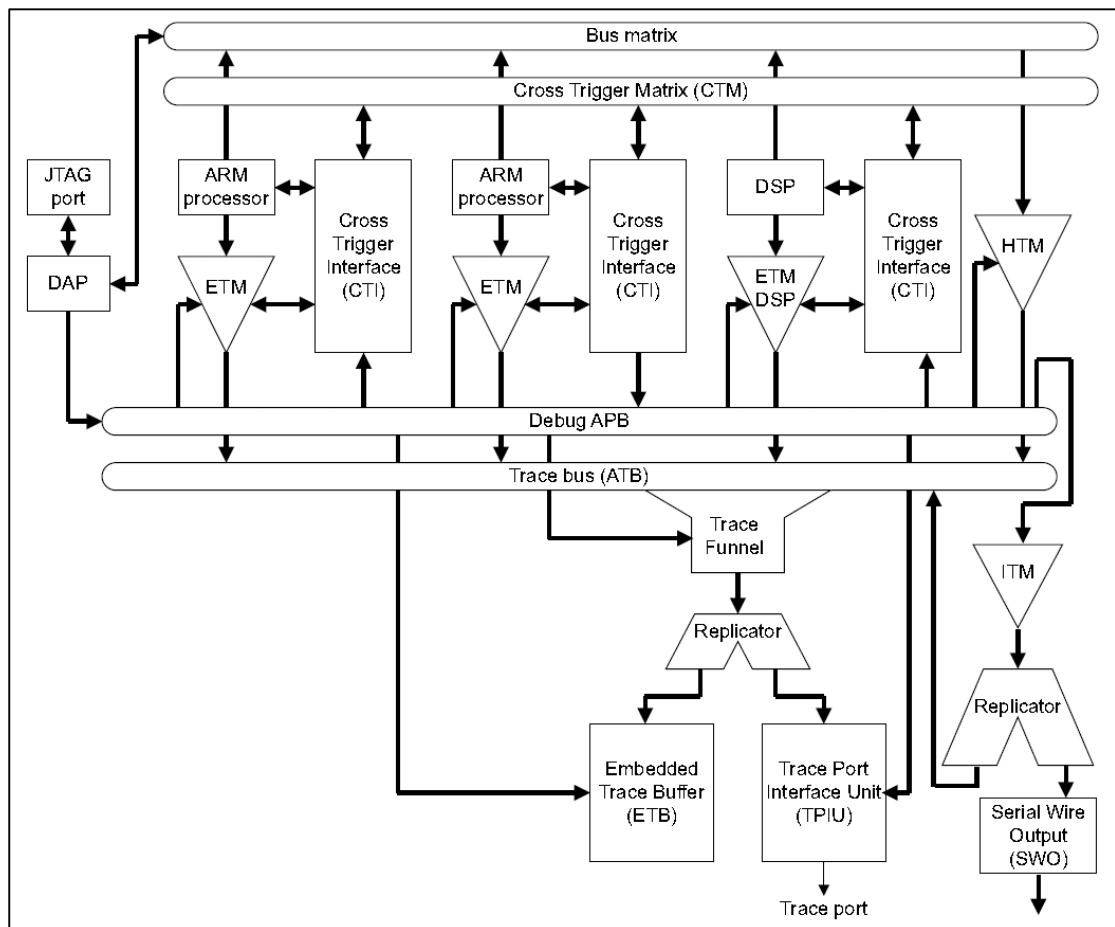 Bus matrix
Cross Trigger Matrix (CTM)
JTAG
port
ARM
processor
Cross
Trigger
Interface
(CTI)
ARM
processor
Cross
Trigger
Interface
(CTI)
DSP
Cross
Trigger
Interface
(CTI)
HTM
DAP
ETM
ETM
ETM
DSP
Debug APB
Trace bus (ATB)
Trace
Funnel
ITM
Replicator
Replicator
Embedded
Trace Buffer
(ETB)
Trace Port
Interface Unit
(TPIU)
Serial Wire
Output
(SWO)
Trace port